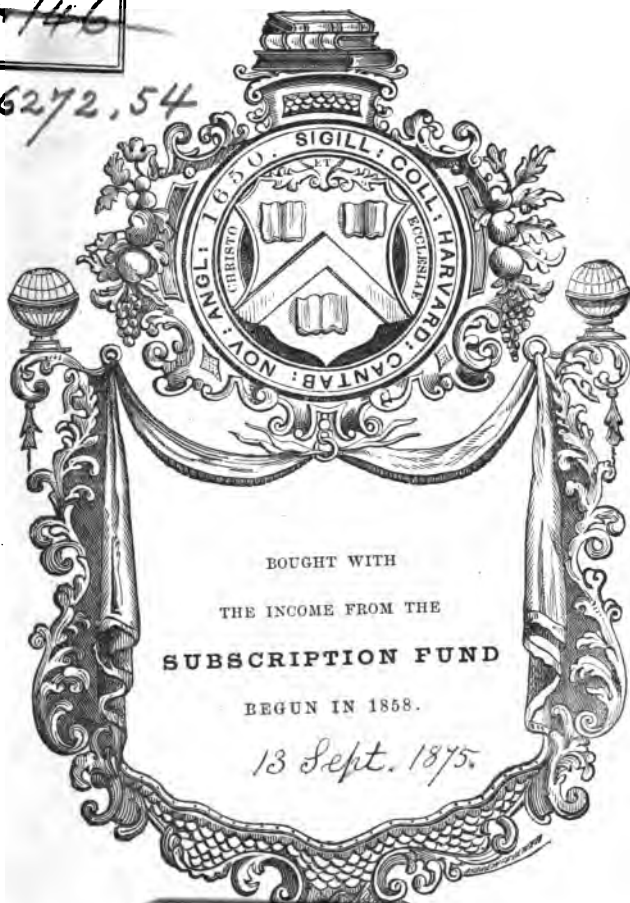 146
6272.54
SIGILL: COLL: HARVARD: CANTAB: NOV: ANGL: 1650.
ET
CHRISTO
ECCLESIAE
BOUGHT WITH
THE INCOME FROM THE
SUBSCRIPTION FUND
BEGUN IN 1858.
13 Sept. 1875.